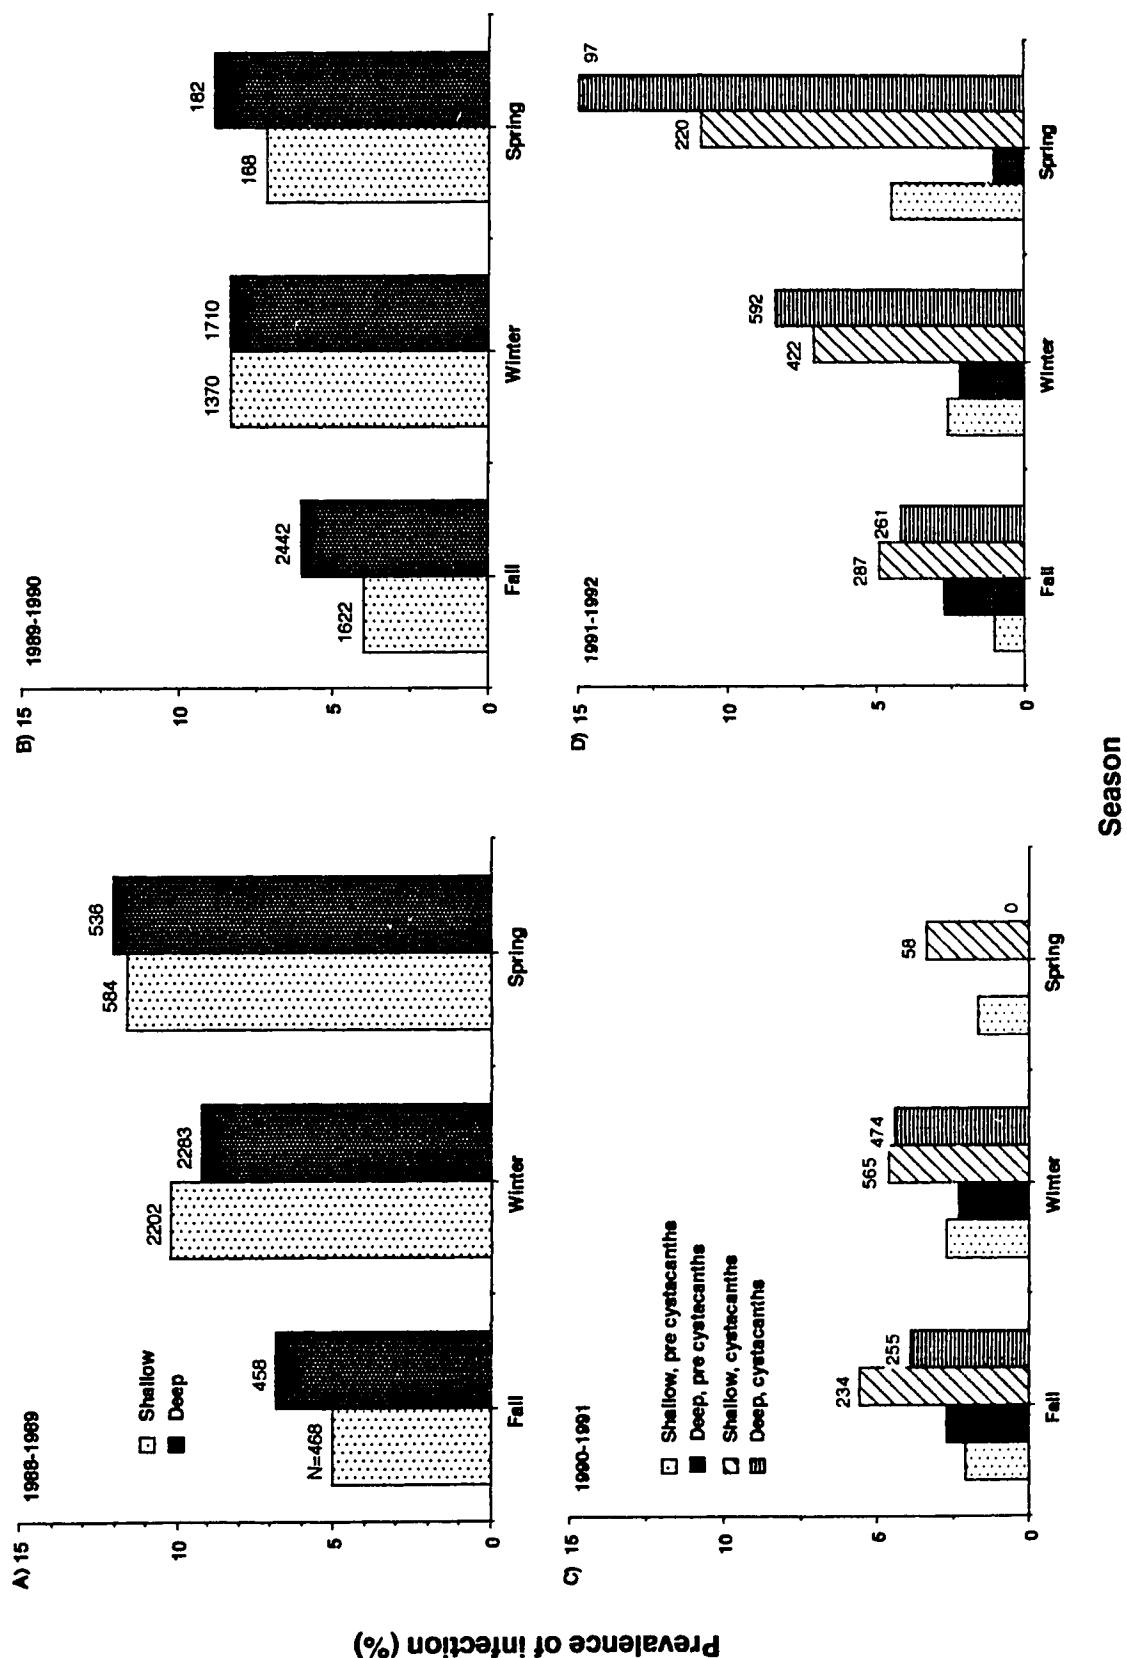 Prevalence of infection (%)
A) 15
10
5
0
1988-1989
Shallow
Deep
N=468
458
2202
2283
584
536
Fall
Winter
Spring
B) 15
10
5
0
1989-1990
1622
2442
1370
1710
168
182
Fall
Winter
Spring
C) 15
10
5
0
1990-1991
Shallow, pre cystacanths
Deep, pre cystacanths
Shallow, cystacanths
Deep, cystacanths
234
255
565
474
58
0
Fall
Winter
Spring
D) 15
10
5
0
1991-1992
287
261
422
592
220
97
Fall
Winter
Spring
Season